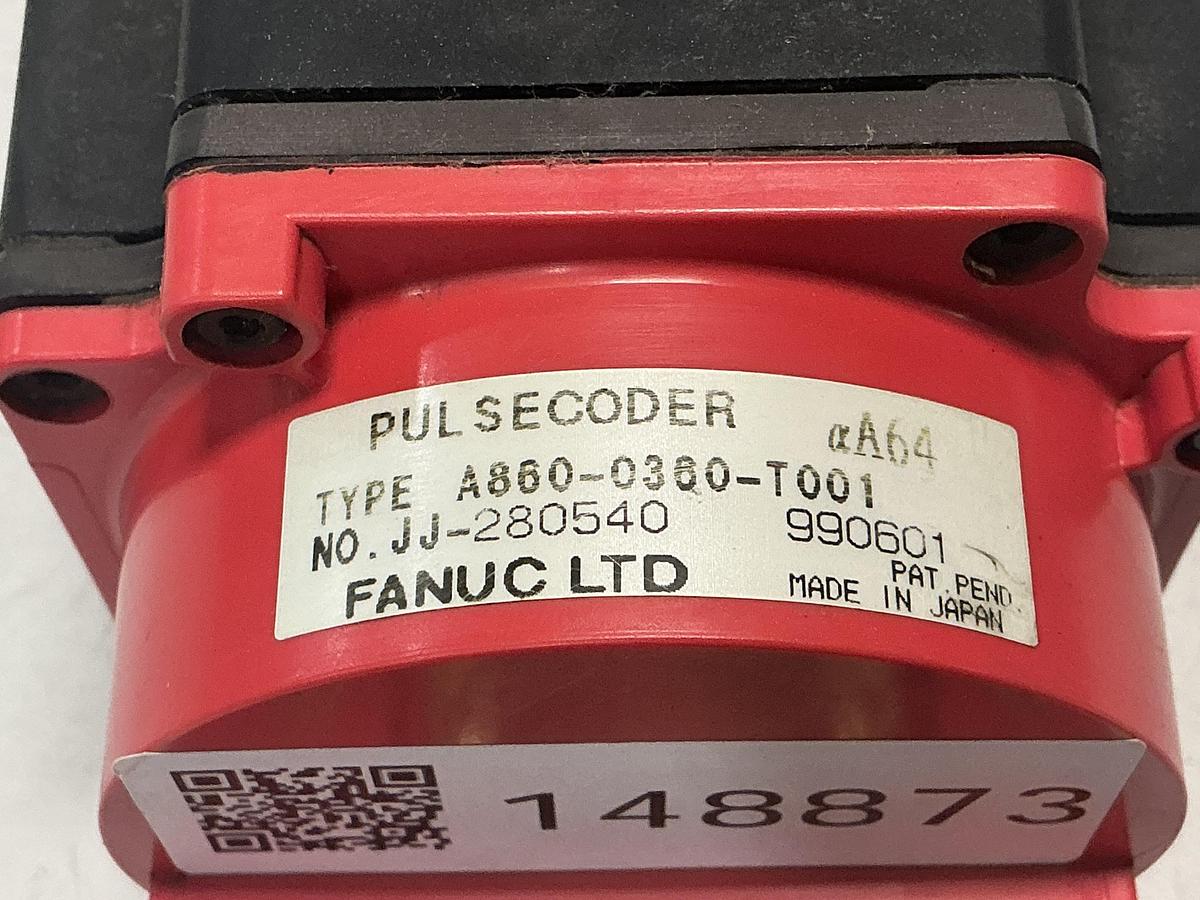 PULSECODER αA64
TYPE A860-0360-T001
NO. JJ-280540 990601
FANUC LTD PAT. PEND.
MADE IN JAPAN
148873